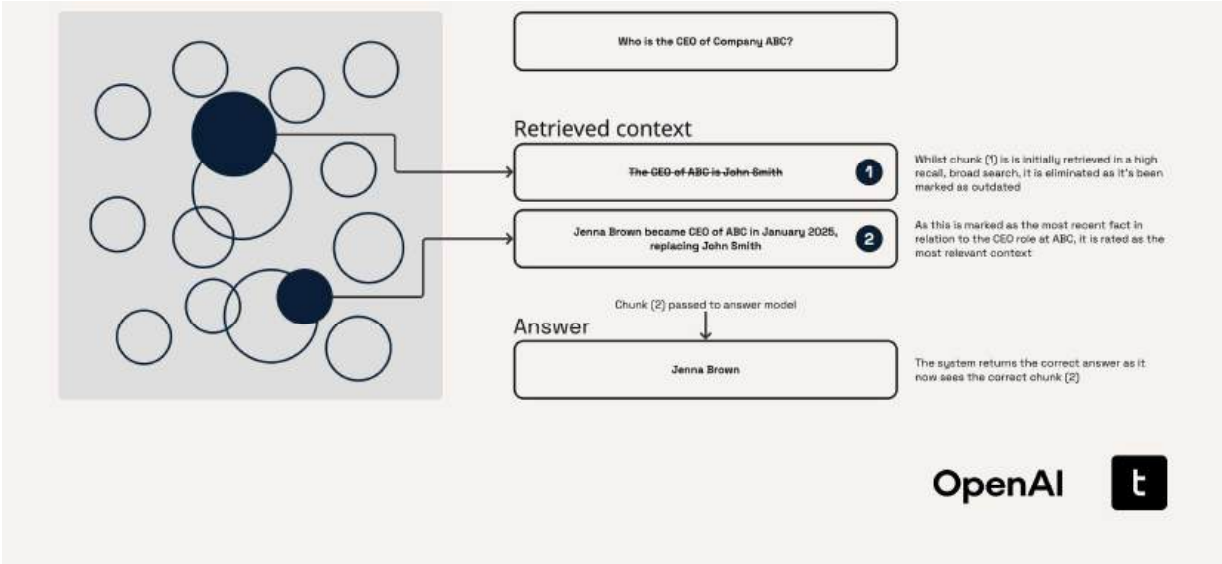 Who is the CEO of Company ABC?
Retrieved context
The CEO of ABC is John Smith
1
Whilst chunk (1) is is initially retrieved in a high
recall, broad search, it is eliminated as it's been
marked as outdated
Jenna Brown became CEO of ABC in January 2025,
replacing John Smith
2
As this is marked as the most recent fact in
relation to the CEO role at ABC, it is rated as the
most relevant context
Chunk (2) passed to answer model
Answer
Jenna Brown
The system returns the correct answer as it
now sees the correct chunk (2)
OpenAI
t